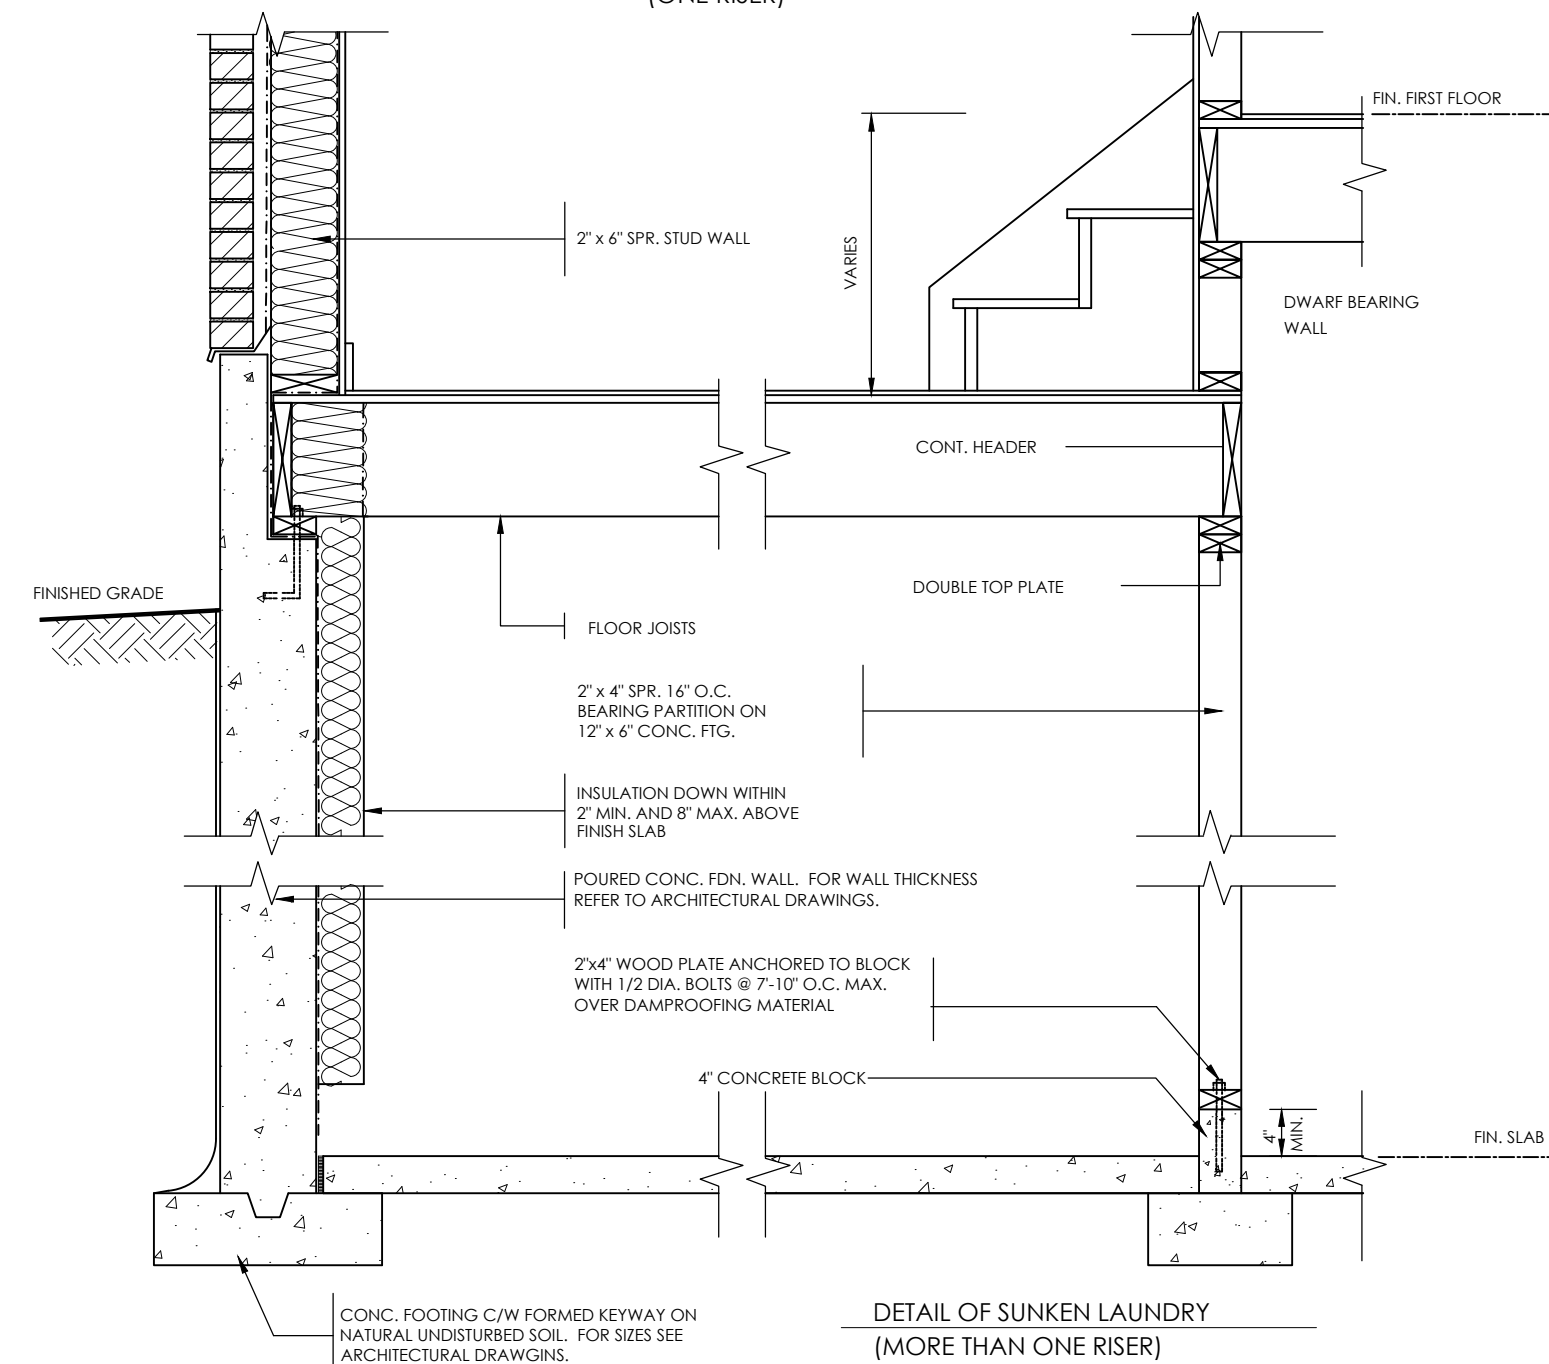 (ONE RISER)
FIN. FIRST FLOOR
2" x 6" SPR. STUD WALL
VARIES
DWARF BEARING
WALL
CONT. HEADER
FINISHED GRADE
DOUBLE TOP PLATE
FLOOR JOISTS
2" x 4" SPR. 16" O.C.
BEARING PARTITION ON
12" x 6" CONC. FTG.
INSULATION DOWN WITHIN
2" MIN. AND 8" MAX. ABOVE
FINISH SLAB
POURED CONC. FDN. WALL.  FOR WALL THICKNESS
REFER TO ARCHITECTURAL DRAWINGS.
2"x4" WOOD PLATE ANCHORED TO BLOCK
WITH 1/2 DIA. BOLTS @ 7'-10" O.C. MAX.
OVER DAMPROOFING MATERIAL
4" CONCRETE BLOCK
4"
MIN.
FIN. SLAB
CONC. FOOTING C/W FORMED KEYWAY ON
NATURAL UNDISTURBED SOIL.  FOR SIZES SEE
ARCHITECTURAL DRAWGINS.
DETAIL OF SUNKEN LAUNDRY
(MORE THAN ONE RISER)